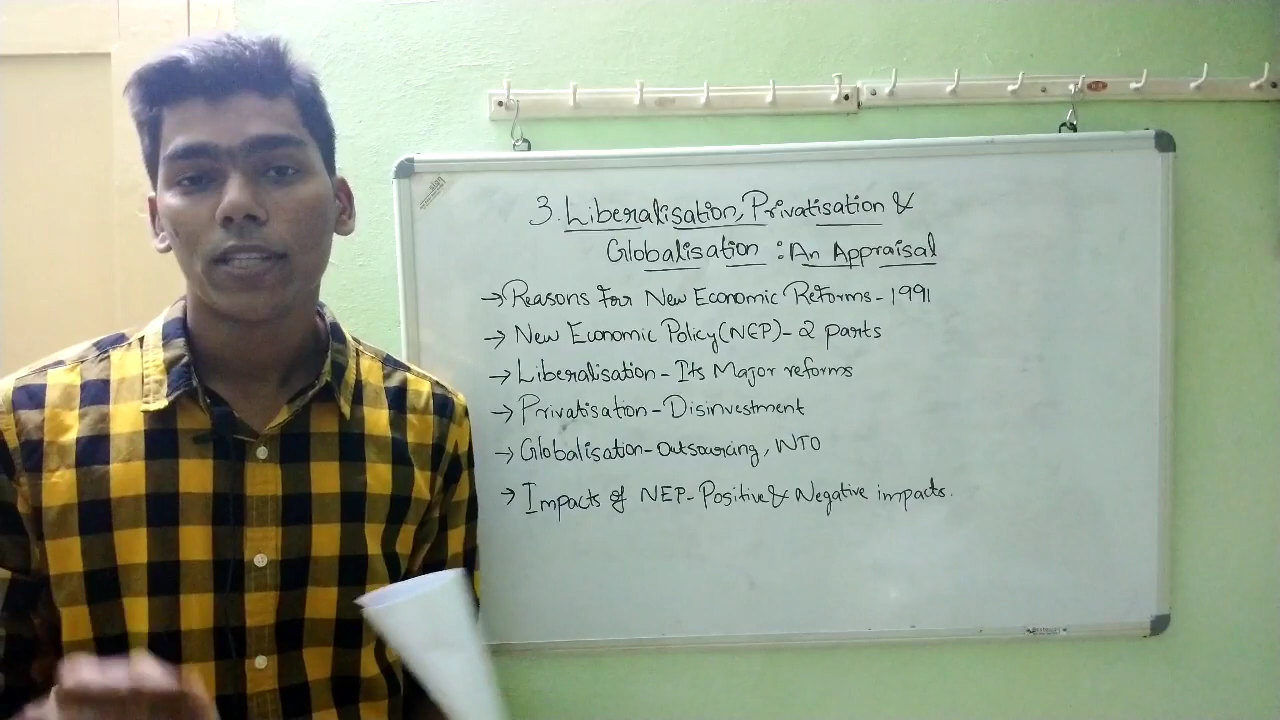 3. Liberalisation, Privatisation &
Globalisation : An Appraisal
→ Reasons For New Economic Reforms - 1991
→ New Economic Policy (NEP) - 2 parts
→ Liberalisation - Its Major reforms
→ Privatisation - Disinvestment
→ Globalisation - Outsourcing, WTO
→ Impacts of NEP - Positive & Negative impacts.